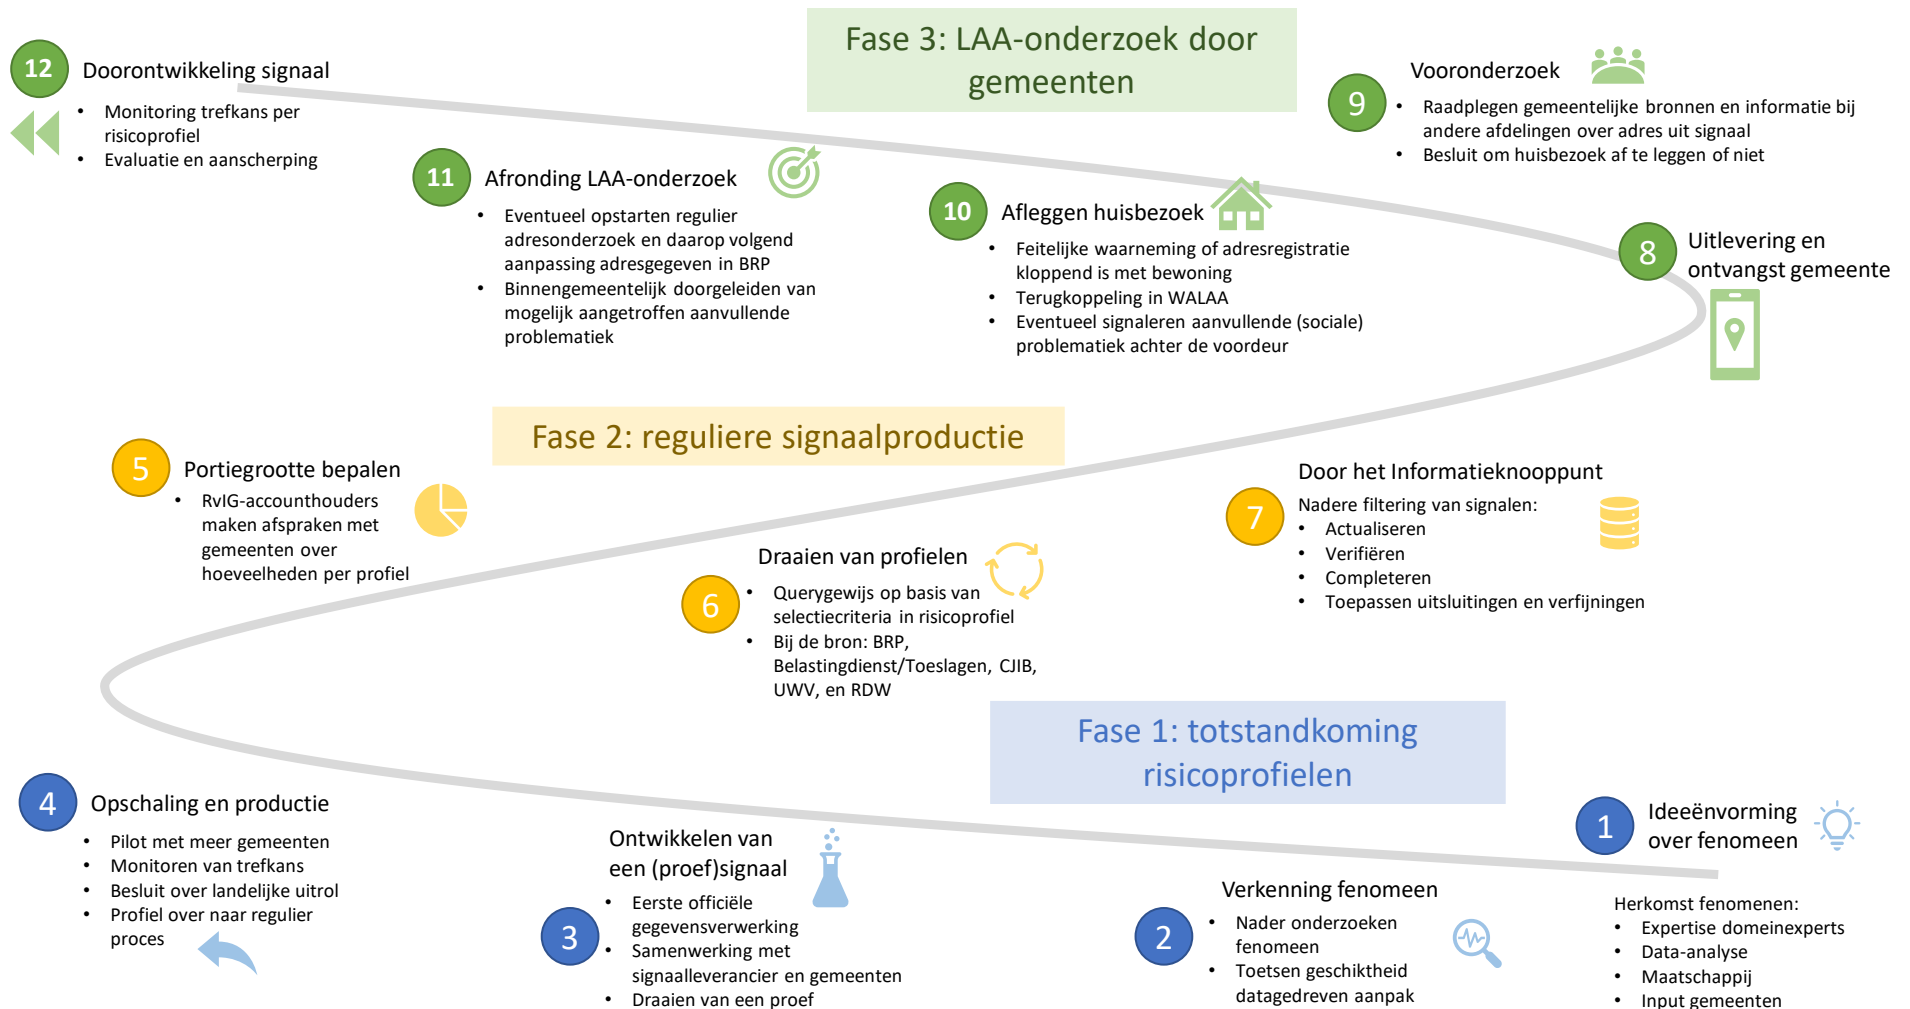 Fase 3: LAA-onderzoek door
gemeenten
12
Doorontwikkeling signaal
• Monitoring trefkans per
risicoprofiel
• Evaluatie en aanscherping
11
Afronding LAA-onderzoek
• Eventueel opstarten regulier
adresonderzoek en daarop volgend
aanpassing adresgegeven in BRP
• Binnengemeentelijk doorgeleiden van
mogelijk aangetroffen aanvullende
problematiek
10
Afleggen huisbezoek
• Feitelijke waarneming of adresregistratie
kloppend is met bewoning
• Terugkoppeling in WALAA
• Eventueel signaleren aanvullende (sociale)
problematiek achter de voordeur
9
Vooronderzoek
• Raadplegen gemeentelijke bronnen en informatie bij
andere afdelingen over adres uit signaal
• Besluit om huisbezoek af te leggen of niet
8
Uitlevering en
ontvangst gemeente
Fase 2: reguliere signaalproductie
5
Portiegrootte bepalen
• RvIG-accounthouders
maken afspraken met
gemeenten over
hoeveelheden per profiel
6
Draaien van profielen
• Querygewijs op basis van
selectiecriteria in risicoprofiel
• Bij de bron: BRP,
Belastingdienst/Toeslagen, CJIB,
UWV, en RDW
7
Door het Informatieknooppunt
Nadere filtering van signalen:
• Actualiseren
• Verifiëren
• Completeren
• Toepassen uitsluitingen en verfijningen
Fase 1: totstandkoming
risicoprofielen
4
Opschaling en productie
• Pilot met meer gemeenten
• Monitoren van trefkans
• Besluit over landelijke uitrol
• Profiel over naar regulier
proces
3
Ontwikkelen van
een (proef)signaal
• Eerste officiële
gegevensverwerking
• Samenwerking met
signaalleverancier en gemeenten
• Draaien van een proef
2
Verkenning fenomeen
• Nader onderzoeken
fenomeen
• Toetsen geschiktheid
datagedreven aanpak
1
Ideeënvorming
over fenomeen
Herkomst fenomenen:
• Expertise domeinexperts
• Data-analyse
• Maatschappij
• Input gemeenten